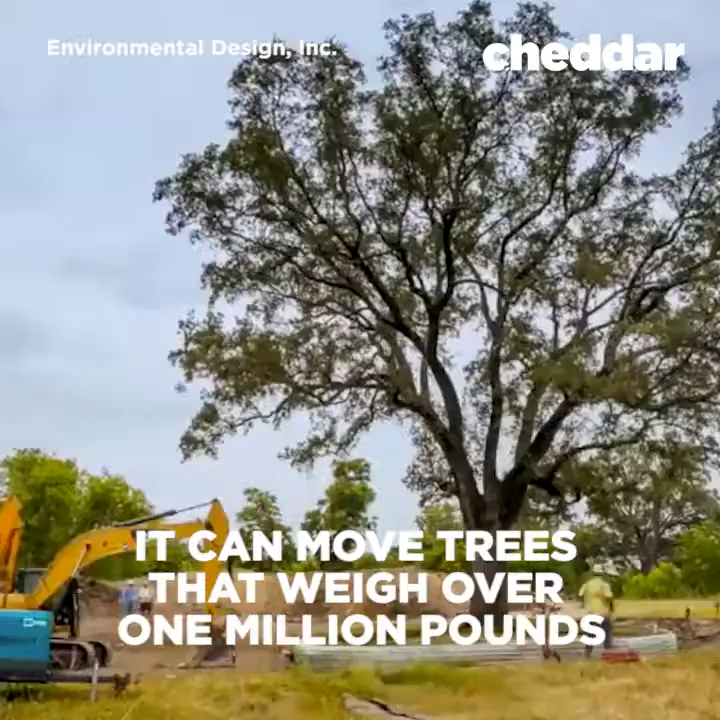 Environmental Design, Inc.
cheddar
IT CAN MOVE TREES
THAT WEIGH OVER
ONE MILLION POUNDS